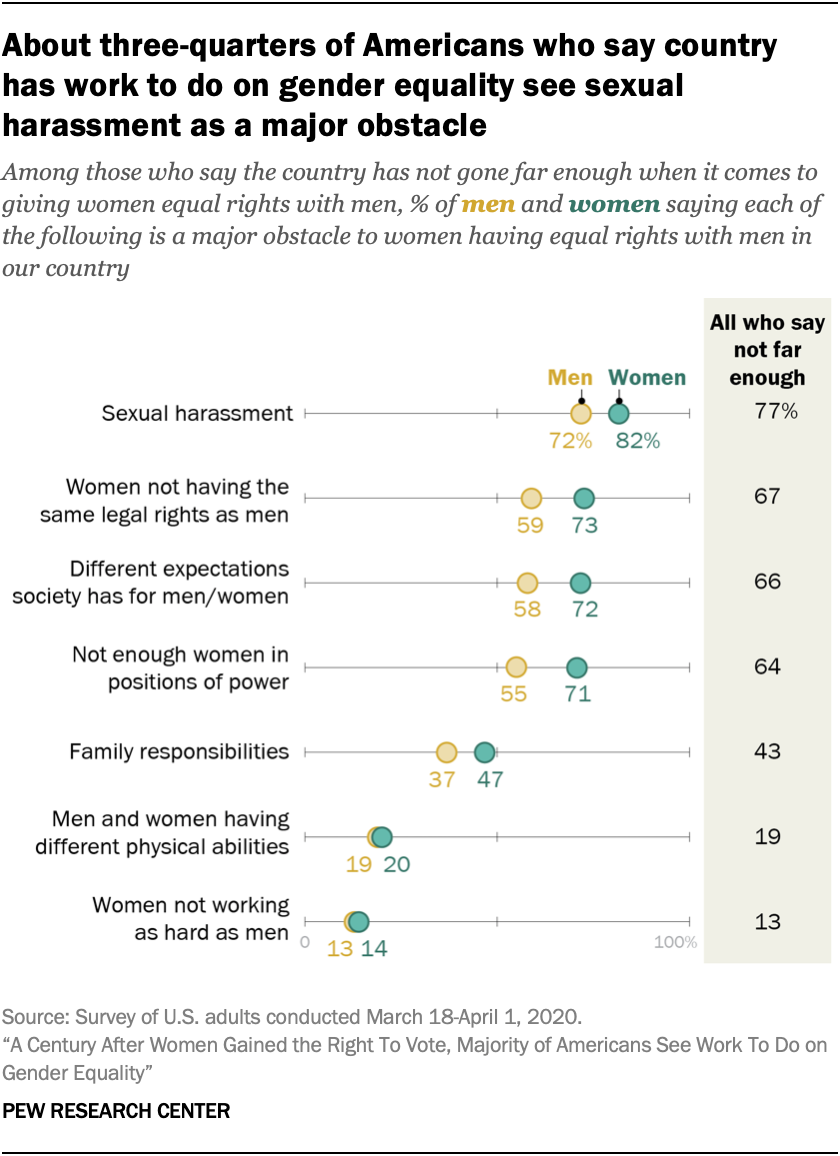 About three-quarters of Americans who say country
has work to do on gender equality see sexual
harassment as a major obstacle
Among those who say the country has not gone far enough when it comes to
giving women equal rights with men, % of men and women saying each of
the following is a major obstacle to women having equal rights with men in
our country
All who say
not far
enough
Men Women
Sexual harassment
72% 82%
77%
Women not having the
same legal rights as men
59 73
67
Different expectations
society has for men/women
58 72
66
Not enough women in
positions of power
55 71
64
Family responsibilities
37 47
43
Men and women having
different physical abilities
19 20
19
Women not working
as hard as men
0 100%
13 14
13
Source: Survey of U.S. adults conducted March 18-April 1, 2020.
“A Century After Women Gained the Right To Vote, Majority of Americans See Work To Do on
Gender Equality”
PEW RESEARCH CENTER